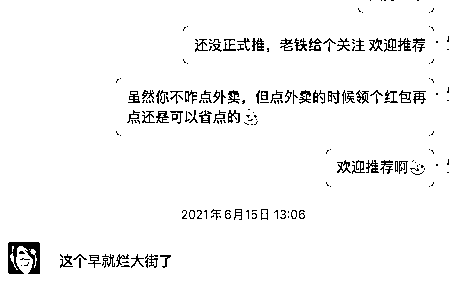 还没正式推，老铁给个关注 欢迎推荐
虽然你不咋点外卖，但点外卖的时候领个红包再
点还是可以省点的
欢迎推荐啊
2021年6月15日 13:06
这个早就烂大街了